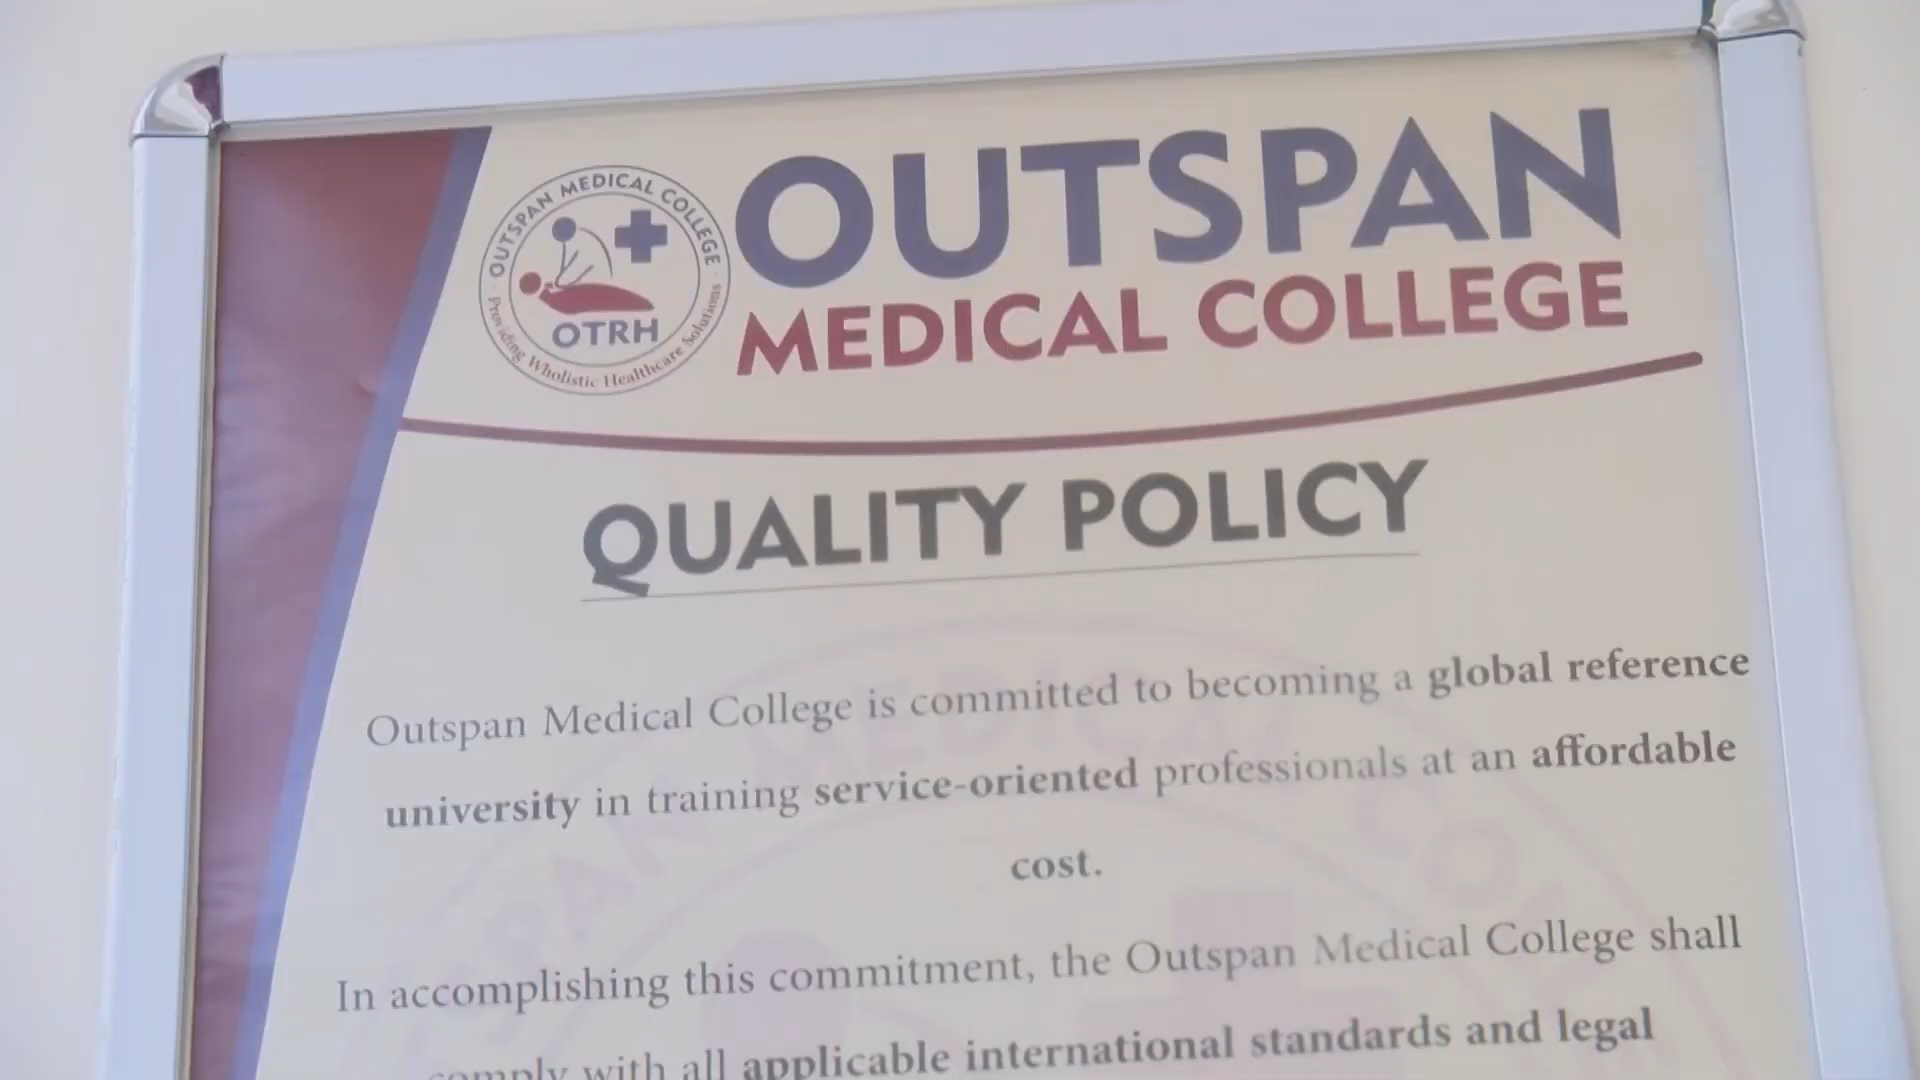 OUTSPAN MEDICAL COLLEGE
OTRH
Providing Wholistic Healthcare Solutions
OUTSPAN
MEDICAL COLLEGE
QUALITY POLICY
Outspan Medical College is committed to becoming a global reference
university in training service-oriented professionals at an affordable
cost.
In accomplishing this commitment, the Outspan Medical College shall
comply with all applicable international standards and legal